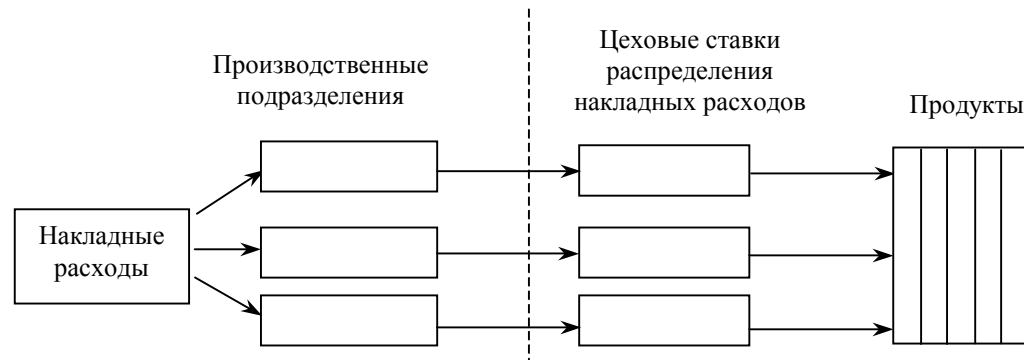 Производственные
подразделения
Цеховые ставки
распределения
накладных расходов
Продукты
Накладные
расходы